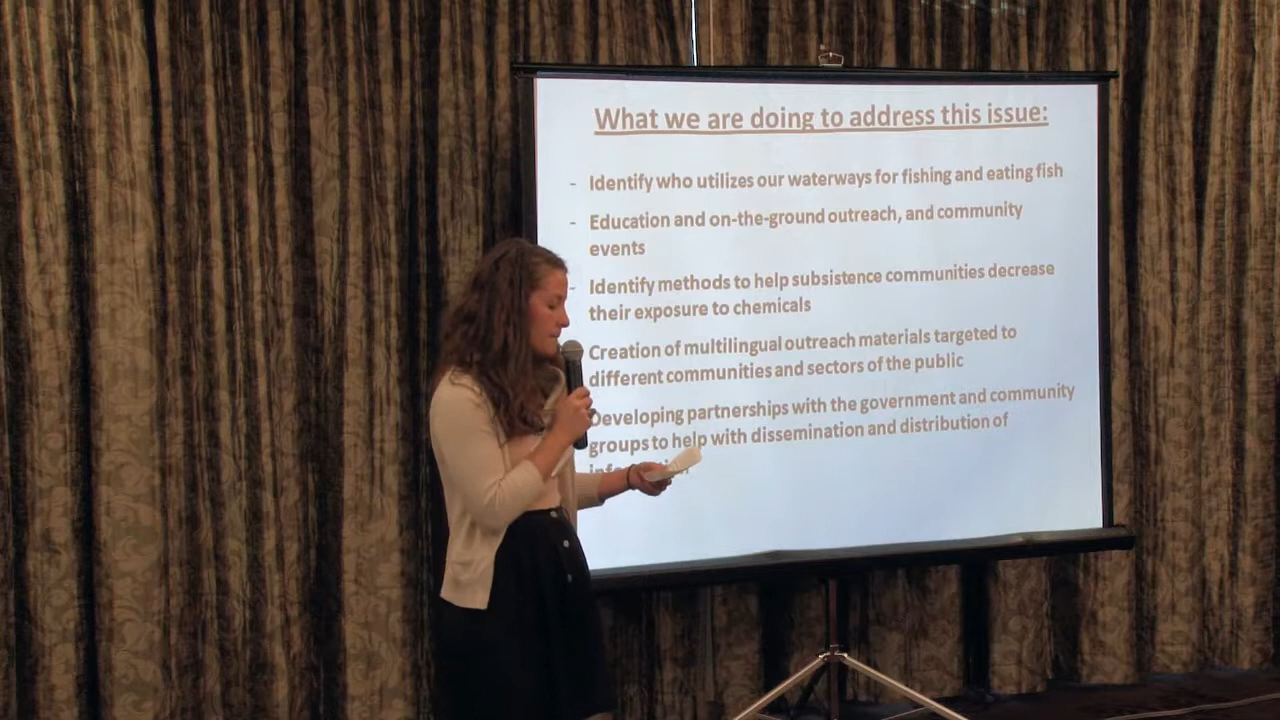 What we are doing to address this issue:
- Identify who utilizes our waterways for fishing and eating fish
- Education and on-the-ground outreach, and community
events
- Identify methods to help subsistence communities decrease
their exposure to chemicals
Creation of multilingual outreach materials targeted to
different communities and sectors of the public
Developing partnerships with the government and community
groups to help with dissemination and distribution of